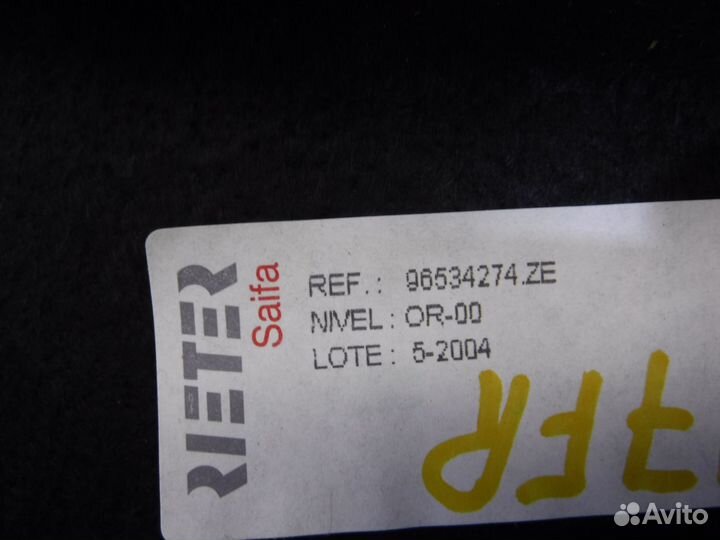 RIETER
Saifa
REF.: 96534274.ZE
NIVEL: OR-00
LOTE: 5-2004
Avito